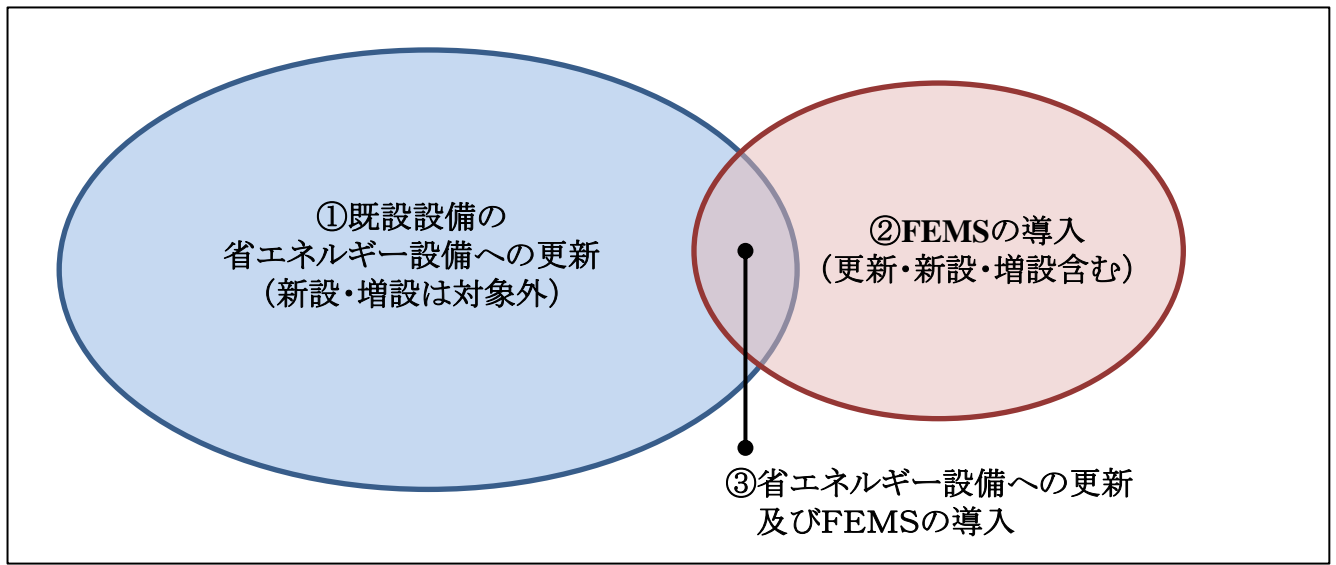 ①既設設備の
省エネルギー設備への更新
（新設・増設は対象外）
②FEMSの導入
（更新・新設・増設含む）
③省エネルギー設備への更新
及びFEMSの導入